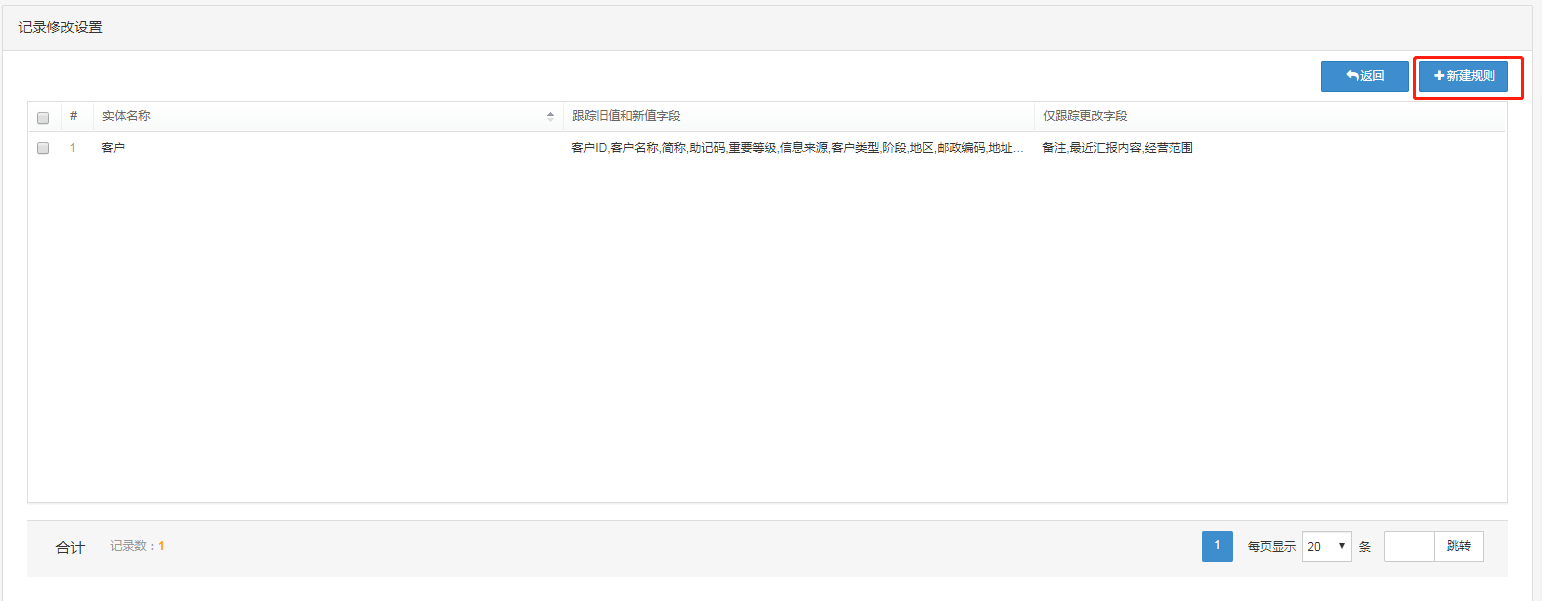 记录修改设置
返回 新建规则
# 实体名称 跟踪旧值和新值字段 仅跟踪更改字段
1 客户 客户ID,客户名称,简称,助记码,重要等级,信息来源,客户类型,阶段,地区,邮政编码,地址... 备注,最近汇报内容,经营范围
合计 记录数：1 1 每页显示 20 条 跳转